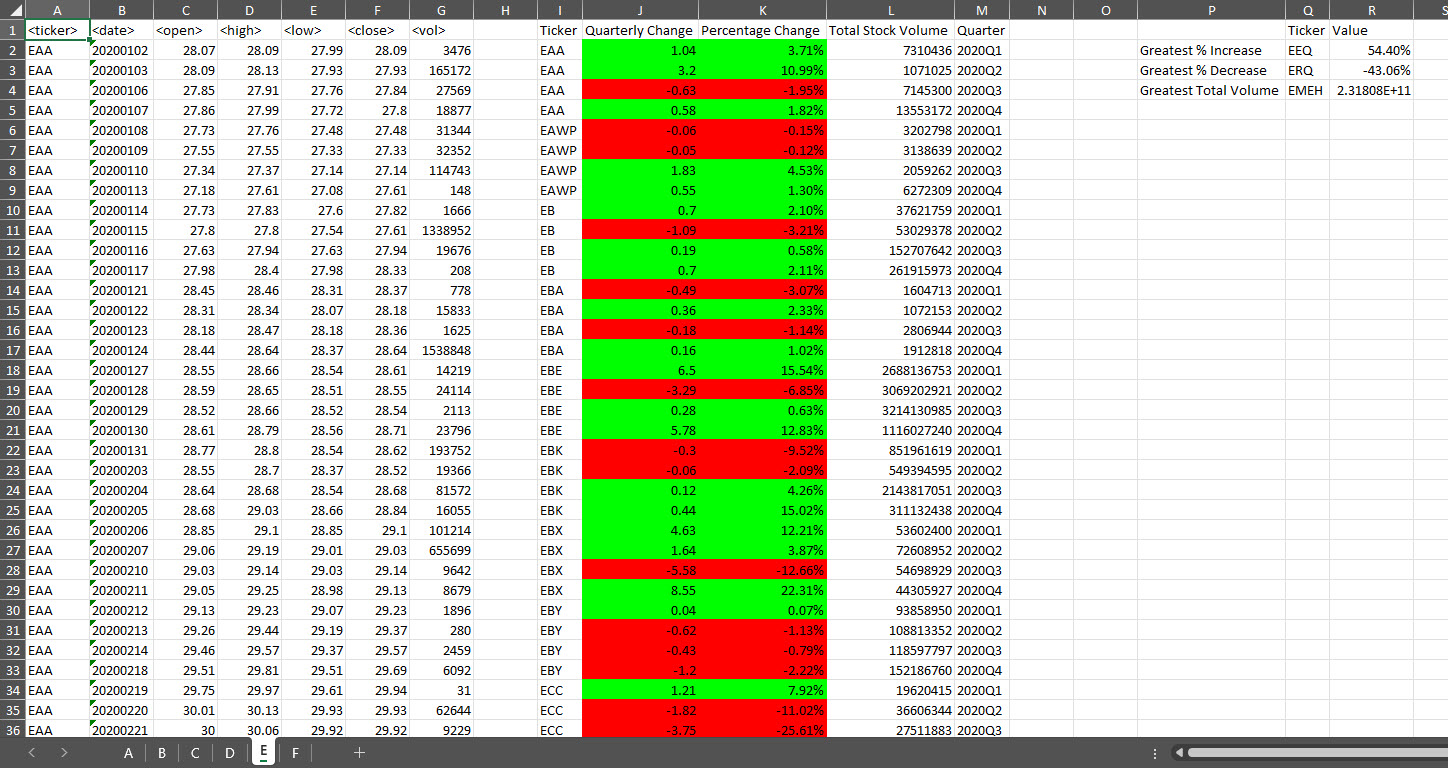 A B C D E F G H I J K L M N O P Q R S
1 <ticker> <date> <open> <high> <low> <close> <vol> Ticker Quarterly Change Percentage Change Total Stock Volume Quarter Ticker Value
2 EAA 20200102 28.07 28.09 27.99 28.09 3476 EAA 1.04 3.71% 7310436 2020Q1 Greatest % Increase EEQ 54.40%
3 EAA 20200103 28.09 28.13 27.93 27.93 165172 EAA 3.2 10.99% 1071025 2020Q2 Greatest % Decrease ERQ -43.06%
4 EAA 20200106 27.85 27.91 27.76 27.84 27569 EAA -0.63 -1.95% 7145300 2020Q3 Greatest Total Volume EMEH 2.31808E+11
5 EAA 20200107 27.86 27.99 27.72 27.8 18877 EAA 0.58 1.82% 13553172 2020Q4
6 EAA 20200108 27.73 27.76 27.48 27.48 31344 EAWP -0.06 -0.15% 3202798 2020Q1
7 EAA 20200109 27.55 27.55 27.33 27.33 32352 EAWP -0.05 -0.12% 3138639 2020Q2
8 EAA 20200110 27.34 27.37 27.14 27.14 114743 EAWP 1.83 4.53% 2059262 2020Q3
9 EAA 20200113 27.18 27.61 27.08 27.61 148 EAWP 0.55 1.30% 6272309 2020Q4
10 EAA 20200114 27.73 27.83 27.6 27.82 1666 EB 0.7 2.10% 37621759 2020Q1
11 EAA 20200115 27.8 27.8 27.54 27.61 1338952 EB -1.09 -3.21% 53029378 2020Q2
12 EAA 20200116 27.63 27.94 27.63 27.94 19676 EB 0.19 0.58% 152707642 2020Q3
13 EAA 20200117 27.98 28.4 27.98 28.33 208 EB 0.7 2.11% 261915973 2020Q4
14 EAA 20200121 28.45 28.46 28.31 28.37 778 EBA -0.49 -3.07% 1604713 2020Q1
15 EAA 20200122 28.31 28.34 28.07 28.18 15833 EBA 0.36 2.33% 1072153 2020Q2
16 EAA 20200123 28.18 28.47 28.18 28.36 1625 EBA -0.18 -1.14% 2806944 2020Q3
17 EAA 20200124 28.44 28.64 28.37 28.64 1538848 EBA 0.16 1.02% 1912818 2020Q4
18 EAA 20200127 28.55 28.66 28.54 28.61 14219 EBE 6.5 15.54% 2688136753 2020Q1
19 EAA 20200128 28.59 28.65 28.51 28.55 24114 EBE -3.29 -6.85% 3069202921 2020Q2
20 EAA 20200129 28.52 28.66 28.52 28.54 2113 EBE 0.28 0.63% 3214130985 2020Q3
21 EAA 20200130 28.61 28.79 28.56 28.71 23796 EBE 5.78 12.83% 1116027240 2020Q4
22 EAA 20200131 28.77 28.8 28.54 28.62 193752 EBK -0.3 -9.52% 851961619 2020Q1
23 EAA 20200203 28.55 28.7 28.37 28.52 19366 EBK -0.06 -2.09% 549394595 2020Q2
24 EAA 20200204 28.64 28.68 28.54 28.68 81572 EBK 0.12 4.26% 2143817051 2020Q3
25 EAA 20200205 28.68 29.03 28.66 28.84 16055 EBK 0.44 15.02% 311132438 2020Q4
26 EAA 20200206 28.85 29.1 28.85 29.1 101214 EBX 4.63 12.21% 53602400 2020Q1
27 EAA 20200207 29.06 29.19 29.01 29.03 655699 EBX 1.64 3.87% 72608952 2020Q2
28 EAA 20200210 29.03 29.14 29.03 29.14 9642 EBX -5.58 -12.66% 54698929 2020Q3
29 EAA 20200211 29.05 29.25 28.98 29.13 8679 EBX 8.55 22.31% 44305927 2020Q4
30 EAA 20200212 29.13 29.23 29.07 29.23 1896 EBY 0.04 0.07% 93858950 2020Q1
31 EAA 20200213 29.26 29.44 29.19 29.37 280 EBY -0.62 -1.13% 108813352 2020Q2
32 EAA 20200214 29.46 29.57 29.37 29.57 2459 EBY -0.43 -0.79% 118597797 2020Q3
33 EAA 20200218 29.51 29.81 29.51 29.69 6092 EBY -1.2 -2.22% 152186760 2020Q4
34 EAA 20200219 29.75 29.97 29.61 29.94 31 ECC 1.21 7.92% 19620415 2020Q1
35 EAA 20200220 30.01 30.13 29.93 29.93 62644 ECC -1.82 -11.02% 36606344 2020Q2
36 EAA 20200221 30 30.06 29.92 29.92 9229 ECC -3.75 -25.61% 27511883 2020Q3
A B C D E F